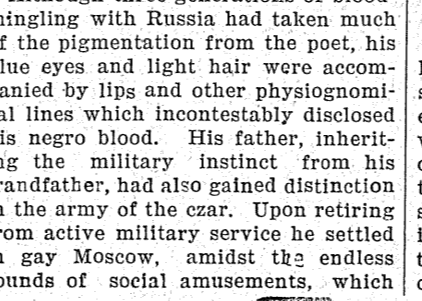 mingling with Russia had taken much
f the pigmentation from the poet, his
lue eyes and light hair were accom-
anied by lips and other physiognomi-
al lines which incontestably disclosed
is negro blood. His father, inherit-
ng the military instinct from his
randfather, had also gained distinction
n the army of the czar. Upon retiring
rom active military service he settled
n gay Moscow, amidst the endless
ounds of social amusements, which